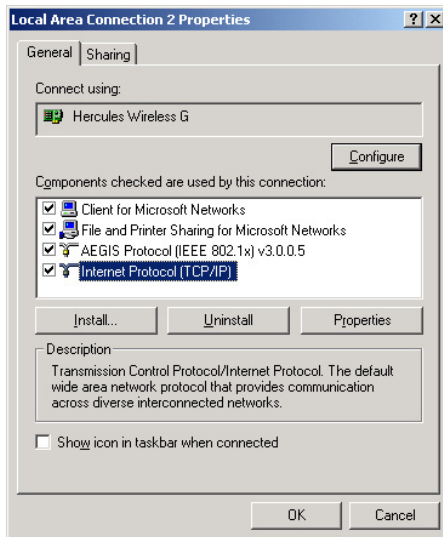 Local Area Connection 2 Properties
General
Sharing
Connect using:
Hercules Wireless G
Configure
Components checked are used by this connection:
Client for Microsoft Networks
File and Printer Sharing for Microsoft Networks
AEGIS Protocol (IEEE 802.1x) v3.0.0.5
Internet Protocol (TCP/IP)
Install...
Uninstall
Properties
Description
Transmission Control Protocol/Internet Protocol. The default
wide area network protocol that provides communication
across diverse interconnected networks.
Show icon in taskbar when connected
OK
Cancel